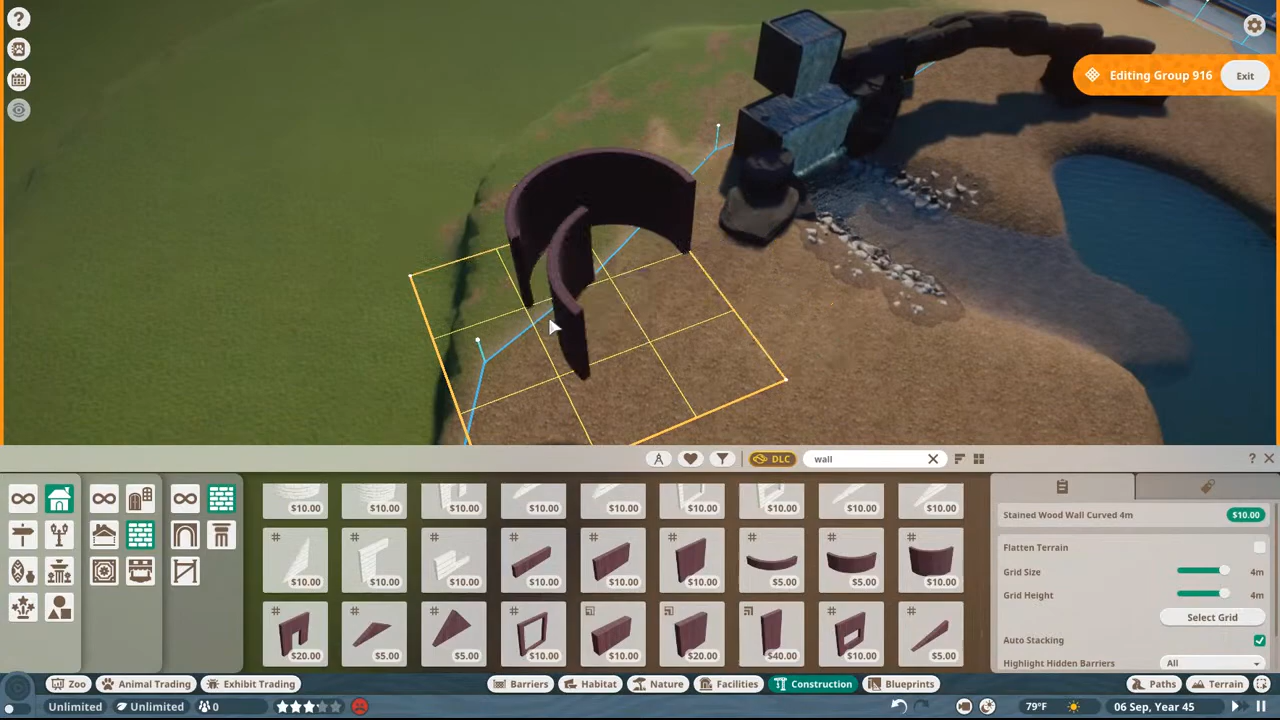 ?
Editing Group 916
Exit
DLC
wall
?
$10.00 $10.00 $10.00 $10.00 $10.00 $10.00 $10.00 $10.00 $10.00
$10.00 $10.00 $10.00 $10.00 $10.00 $10.00 $5.00 $5.00 $10.00
$20.00 $5.00 $5.00 $10.00 $10.00 $20.00 $40.00 $10.00 $5.00
Stained Wood Wall Curved 4m $10.00
Flatten Terrain
Grid Size 4m
Grid Height 4m
Select Grid
Auto Stacking
Highlight Hidden Barriers All
Zoo Animal Trading Exhibit Trading Barriers Habitat Nature Facilities Construction Blueprints Paths Terrain
Unlimited Unlimited 0 79°F 06 Sep, Year 45